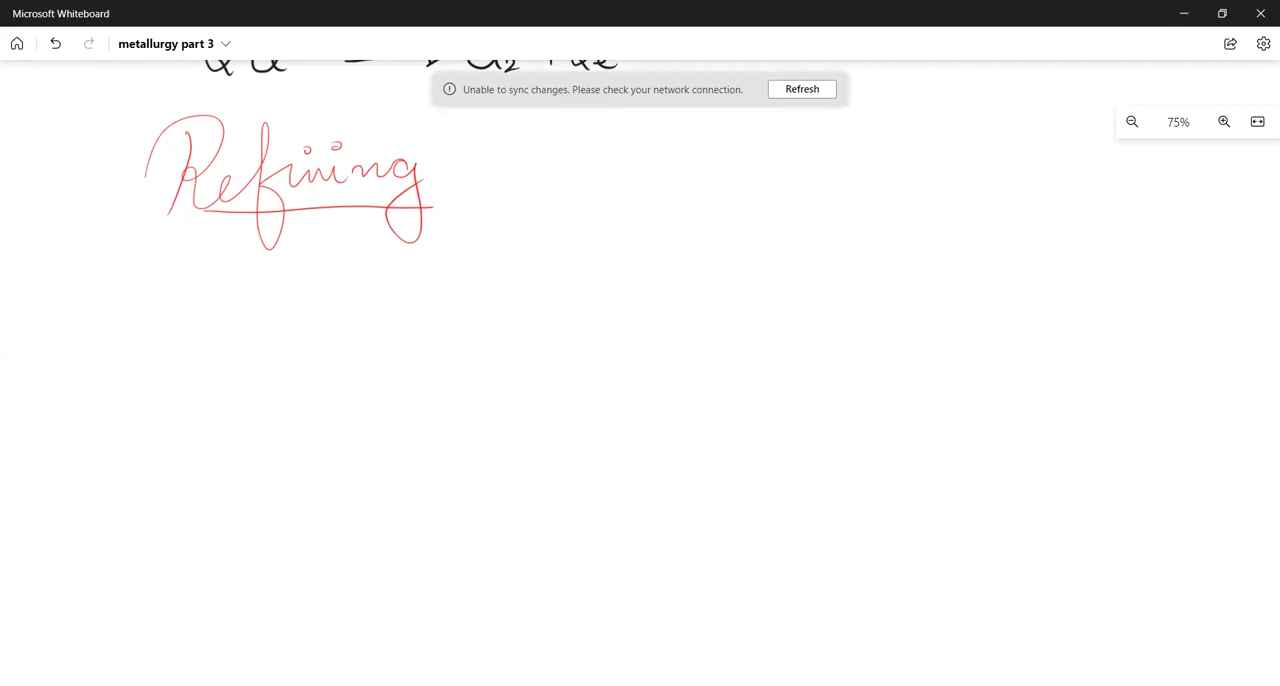 Microsoft Whiteboard
metallurgy part 3
Unable to sync changes. Please check your network connection.
Refresh
75%
Refining